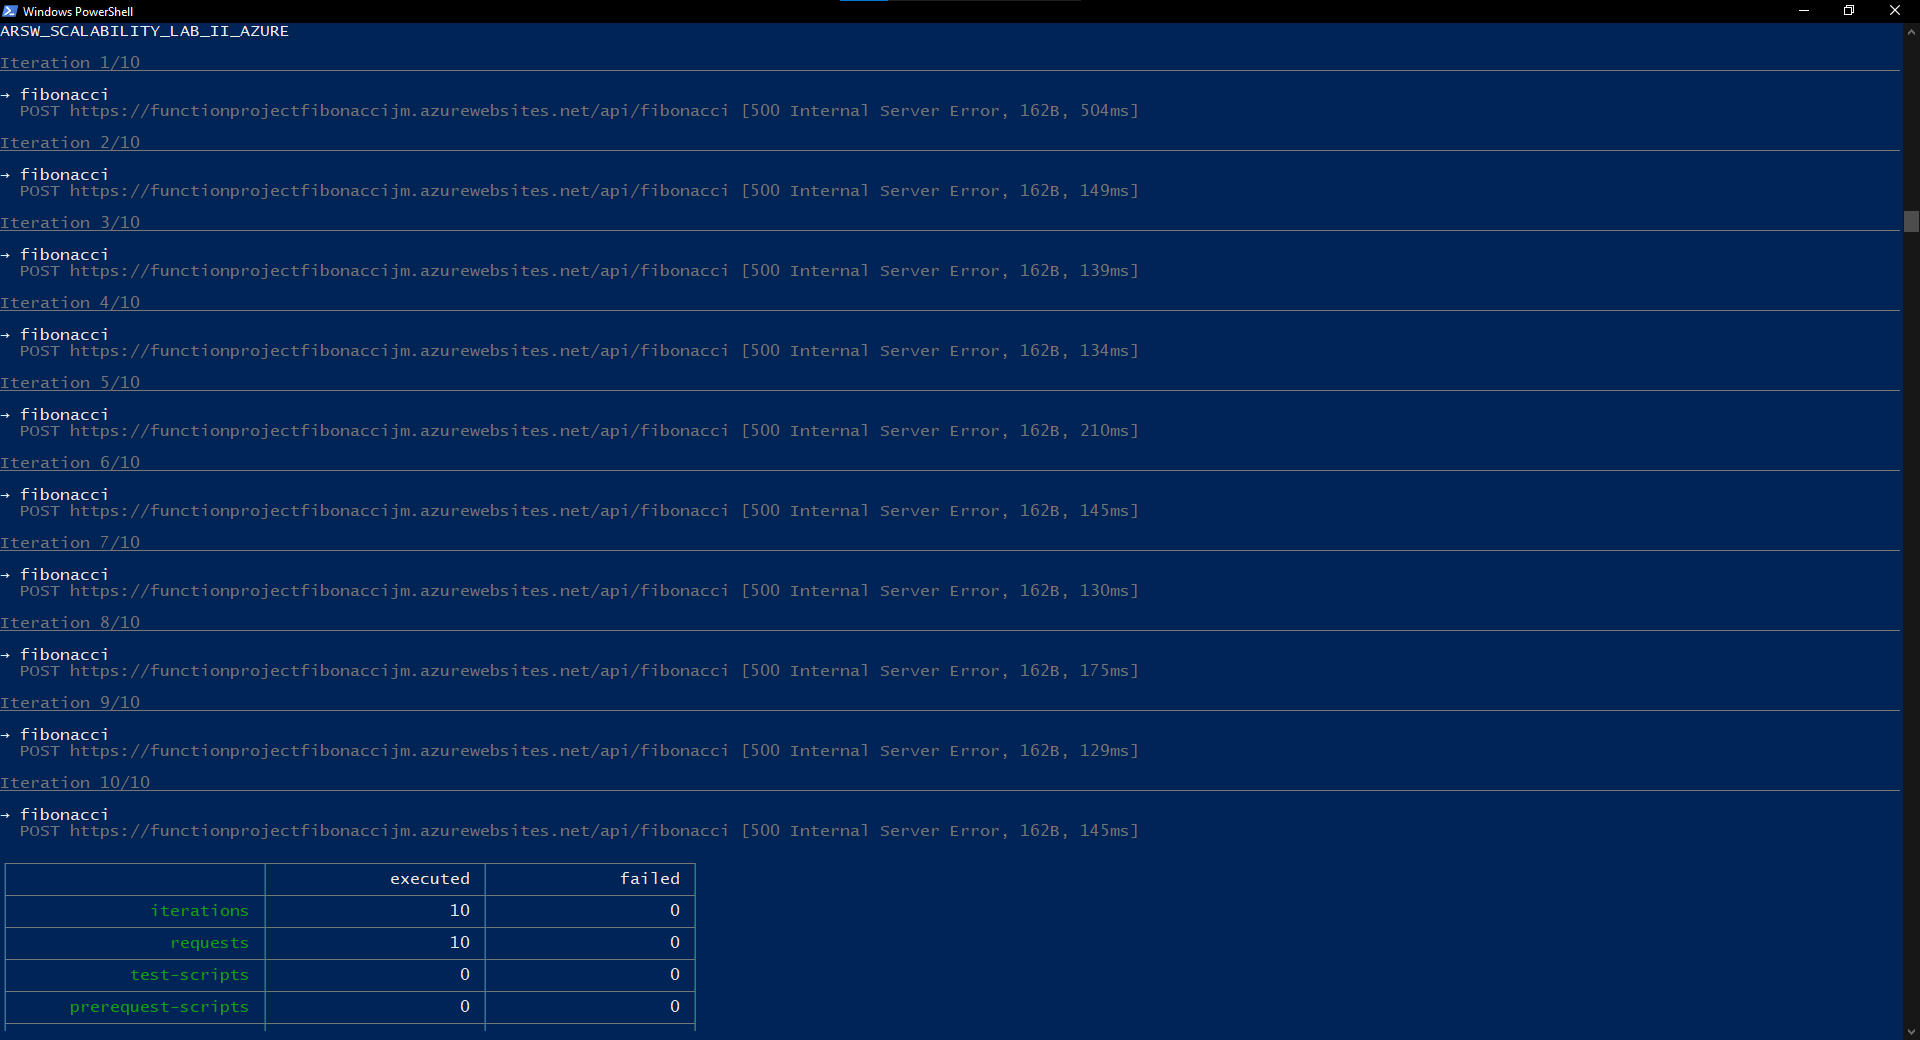 Windows PowerShell
ARSW_SCALABILITY_LAB_II_AZURE
Iteration 1/10
→ fibonacci
POST https://functionprojectfibonaccijm.azurewebsites.net/api/fibonacci [500 Internal Server Error, 162B, 504ms]
Iteration 2/10
→ fibonacci
POST https://functionprojectfibonaccijm.azurewebsites.net/api/fibonacci [500 Internal Server Error, 162B, 149ms]
Iteration 3/10
→ fibonacci
POST https://functionprojectfibonaccijm.azurewebsites.net/api/fibonacci [500 Internal Server Error, 162B, 139ms]
Iteration 4/10
→ fibonacci
POST https://functionprojectfibonaccijm.azurewebsites.net/api/fibonacci [500 Internal Server Error, 162B, 134ms]
Iteration 5/10
→ fibonacci
POST https://functionprojectfibonaccijm.azurewebsites.net/api/fibonacci [500 Internal Server Error, 162B, 210ms]
Iteration 6/10
→ fibonacci
POST https://functionprojectfibonaccijm.azurewebsites.net/api/fibonacci [500 Internal Server Error, 162B, 145ms]
Iteration 7/10
→ fibonacci
POST https://functionprojectfibonaccijm.azurewebsites.net/api/fibonacci [500 Internal Server Error, 162B, 130ms]
Iteration 8/10
→ fibonacci
POST https://functionprojectfibonaccijm.azurewebsites.net/api/fibonacci [500 Internal Server Error, 162B, 175ms]
Iteration 9/10
→ fibonacci
POST https://functionprojectfibonaccijm.azurewebsites.net/api/fibonacci [500 Internal Server Error, 162B, 129ms]
Iteration 10/10
→ fibonacci
POST https://functionprojectfibonaccijm.azurewebsites.net/api/fibonacci [500 Internal Server Error, 162B, 145ms]
executed failed
iterations 10 0
requests 10 0
test-scripts 0 0
prerequest-scripts 0 0